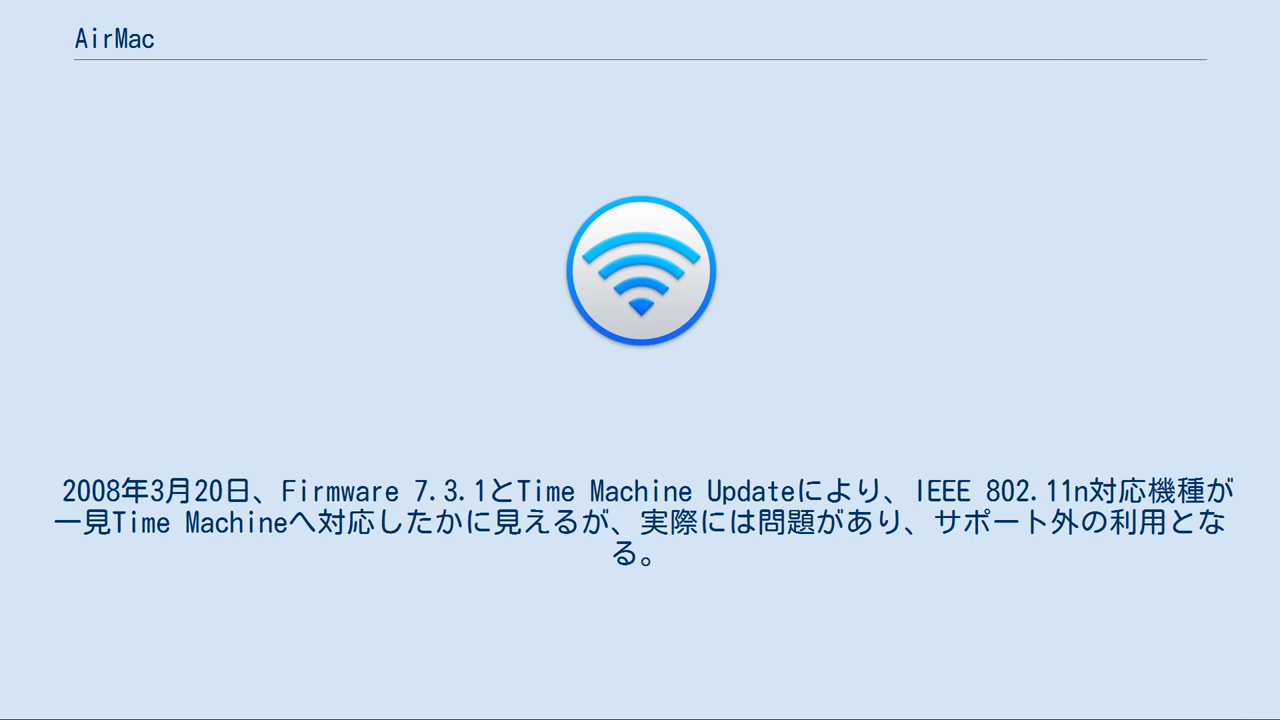 AirMac
2008年3月20日、Firmware 7.3.1とTime Machine Updateにより、IEEE 802.11n対応機種が
一見Time Machineへ対応したかに見えるが、実際には問題があり、サポート外の利用とな
る。